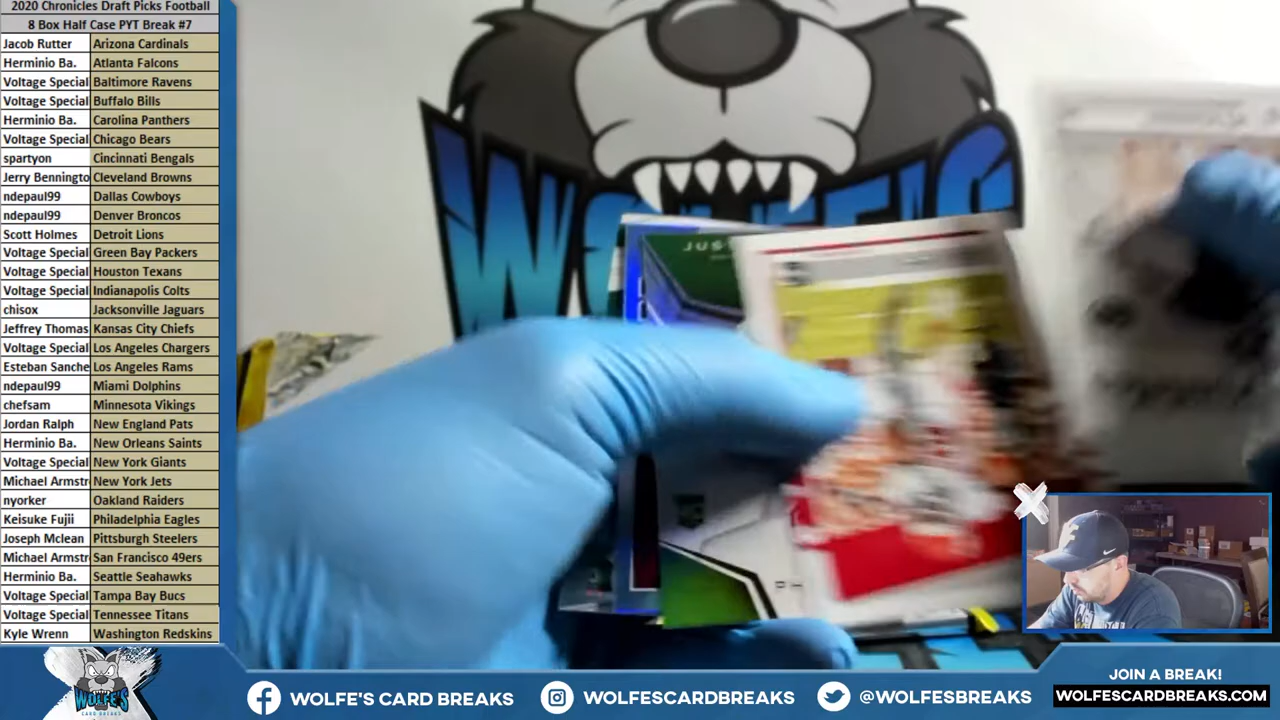 2020 Chronicles Draft Picks Football
8 Box Half Case PYT Break #7
Jacob Rutter Arizona Cardinals
Herminio Ba. Atlanta Falcons
Voltage Special Baltimore Ravens
Voltage Special Buffalo Bills
Herminio Ba. Carolina Panthers
Voltage Special Chicago Bears
spartyon Cincinnati Bengals
Jerry Benningto Cleveland Browns
ndepaul99 Dallas Cowboys
ndepaul99 Denver Broncos
Scott Holmes Detroit Lions
Voltage Special Green Bay Packers
Voltage Special Houston Texans
Voltage Special Indianapolis Colts
chisox Jacksonville Jaguars
Jeffrey Thomas Kansas City Chiefs
Voltage Special Los Angeles Chargers
Esteban Sanche Los Angeles Rams
ndepaul99 Miami Dolphins
chefsam Minnesota Vikings
Jordan Ralph New England Pats
Herminio Ba. New Orleans Saints
Voltage Special New York Giants
Michael Armstr New York Jets
nyorker Oakland Raiders
Keisuke Fujii Philadelphia Eagles
Joseph Mclean Pittsburgh Steelers
Michael Armstr San Francisco 49ers
Herminio Ba. Seattle Seahawks
Voltage Special Tampa Bay Bucs
Voltage Special Tennessee Titans
Kyle Wrenn Washington Redskins
WOLFE'S
JUS
WOLFE'S
CARD BREAKS
WOLFE'S CARD BREAKS
WOLFESCARDBREAKS
@WOLFESBREAKS
JOIN A BREAK!
WOLFESCARDBREAKS.COM